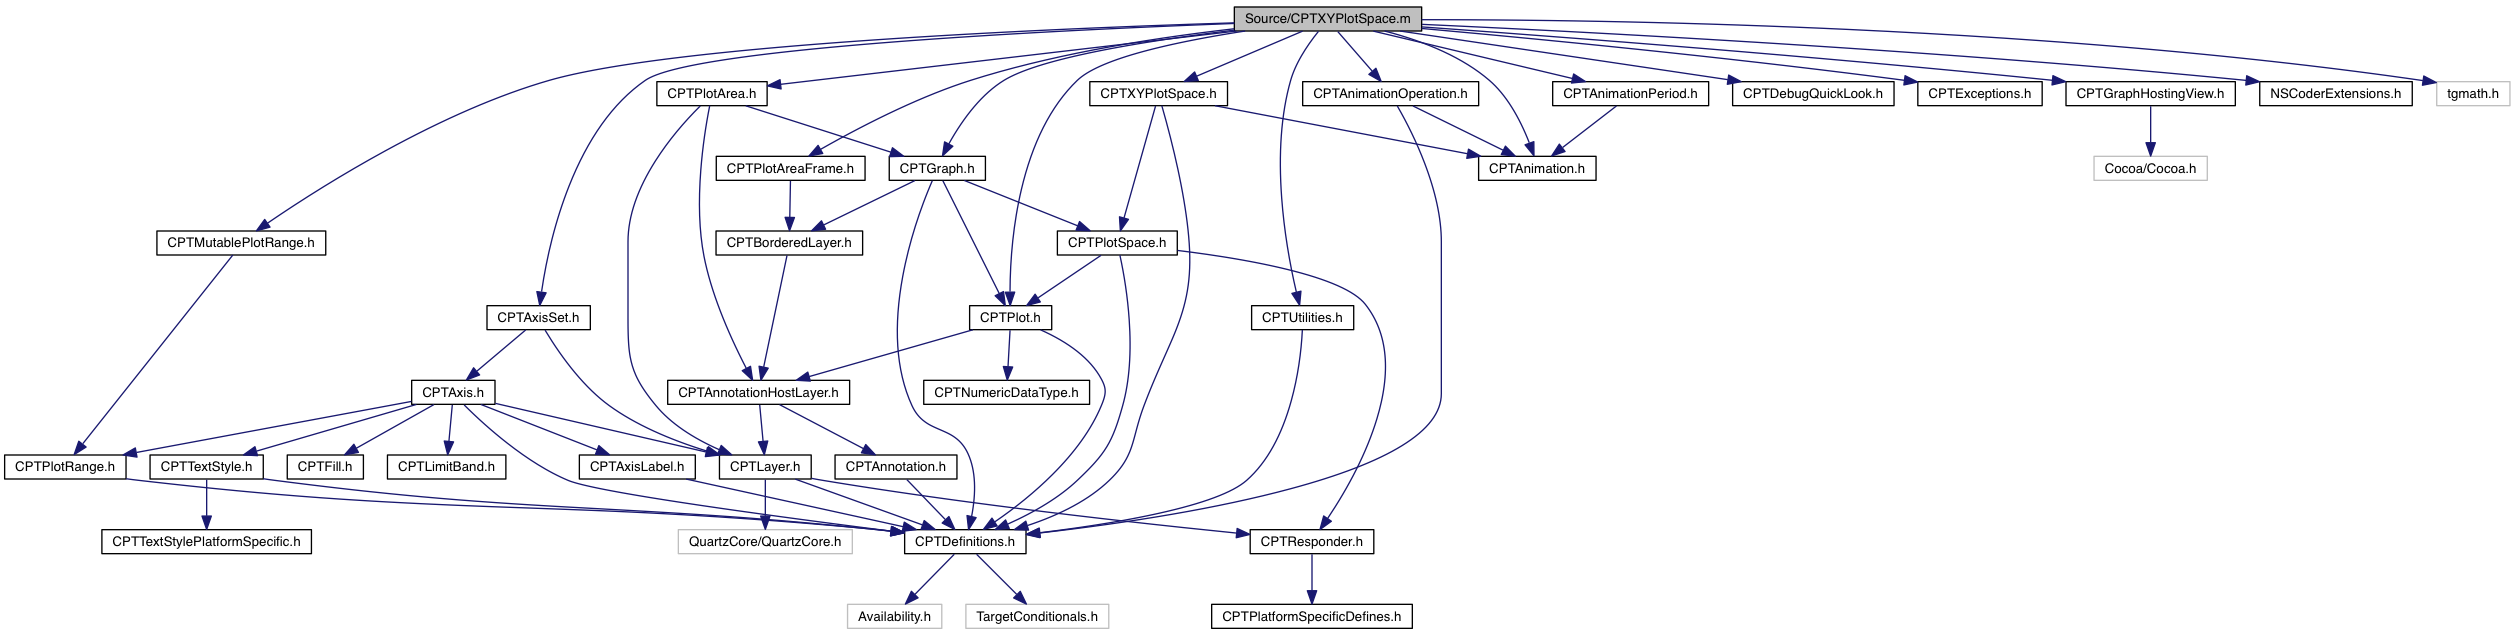 Source/CPTXYPlotSpace.m
CPTPlotArea.h
CPTXYPlotSpace.h
CPTAnimationOperation.h
CPTAnimationPeriod.h
CPTDebugQuickLook.h
CPTExceptions.h
CPTGraphHostingView.h
NSCoderExtensions.h
tgmath.h
CPTPlotAreaFrame.h
CPTGraph.h
CPTAnimation.h
Cocoa/Cocoa.h
CPTMutablePlotRange.h
CPTBorderedLayer.h
CPTPlotSpace.h
CPTAxisSet.h
CPTPlot.h
CPTUtilities.h
CPTAxis.h
CPTAnnotationHostLayer.h
CPTNumericDataType.h
CPTPlotRange.h
CPTTextStyle.h
CPTFill.h
CPTLimitBand.h
CPTAxisLabel.h
CPTLayer.h
CPTAnnotation.h
CPTTextStylePlatformSpecific.h
QuartzCore/QuartzCore.h
CPTDefinitions.h
CPTResponder.h
Availability.h
TargetConditionals.h
CPTPlatformSpecificDefines.h